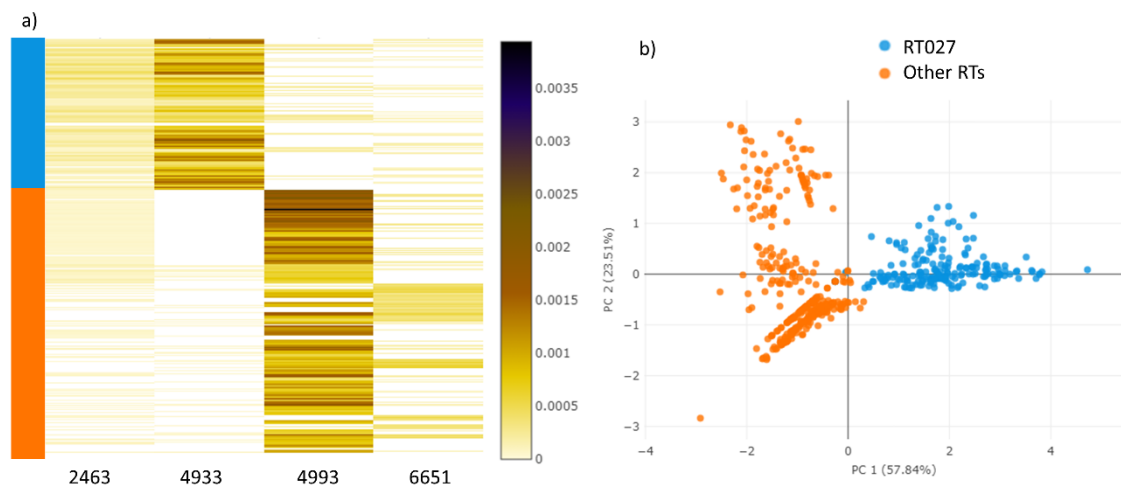 a)
0.0035
0.003
0.0025
0.002
0.0015
0.001
0.0005
0
2463 4933 4993 6651
b)
RT027
Other RTs
3
2
1
0
−1
−2
−3
−4 −2 0 2 4
PC 1 (57.84%)
PC 2 (23.51%)